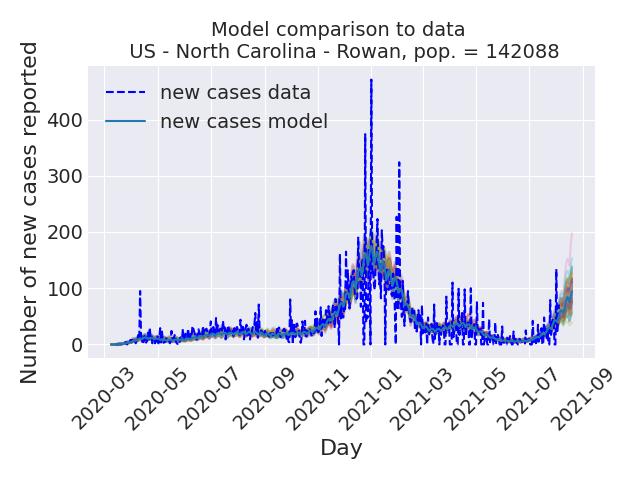 Model comparison to data
US - North Carolina - Rowan, pop. = 142088
Number of new cases reported
new cases data
new cases model
400
300
200
100
0
2020-03
2020-05
2020-07
2020-09
2020-11
2021-01
2021-03
2021-05
2021-07
2021-09
Day